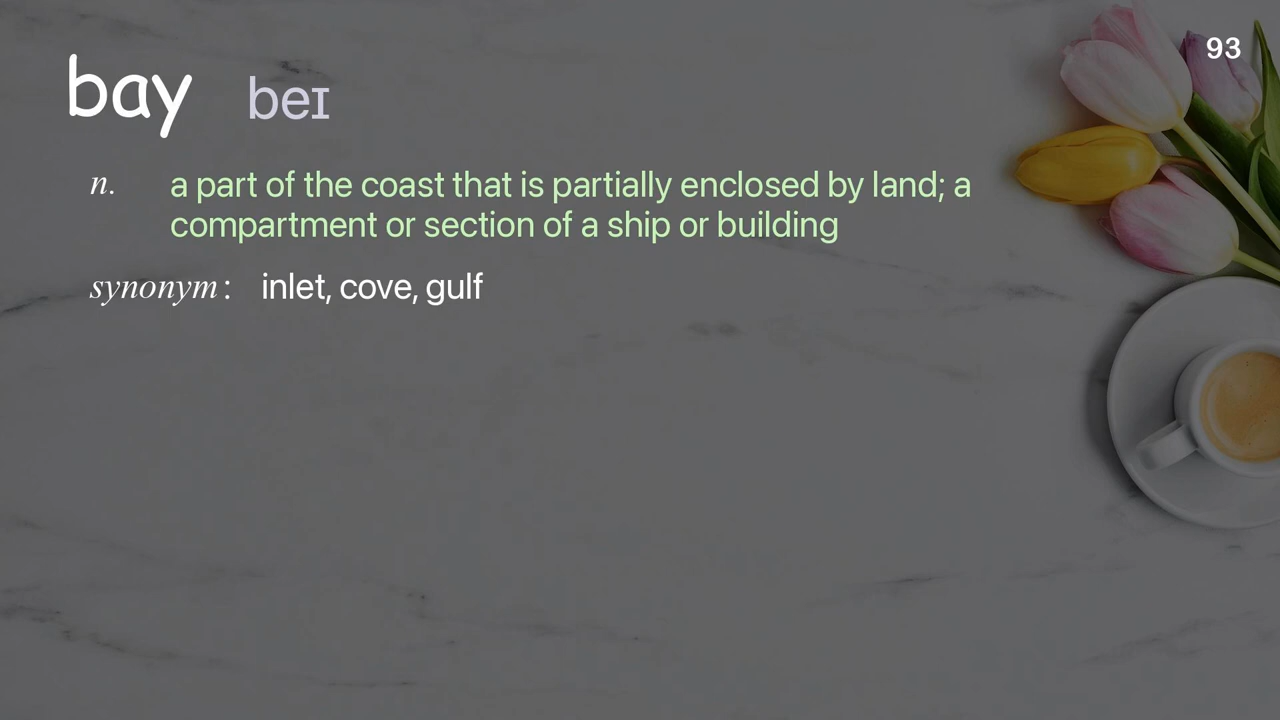 93
bay beɪ
n. a part of the coast that is partially enclosed by land; a
compartment or section of a ship or building
synonym: inlet, cove, gulf